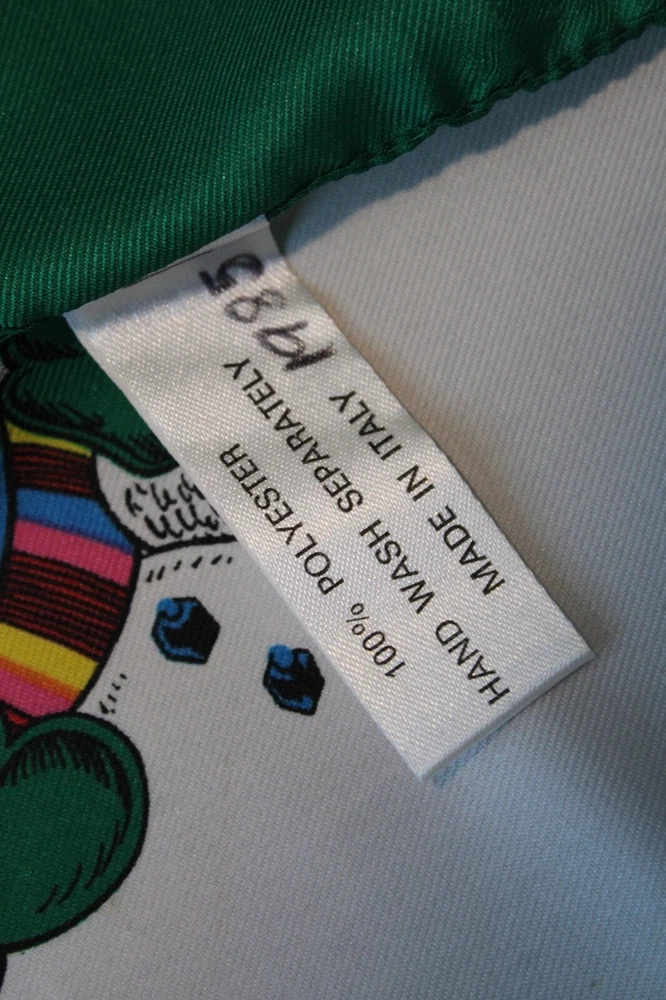 100% POLYESTER
HAND WASH SEPARATELY
MADE IN ITALY
1985